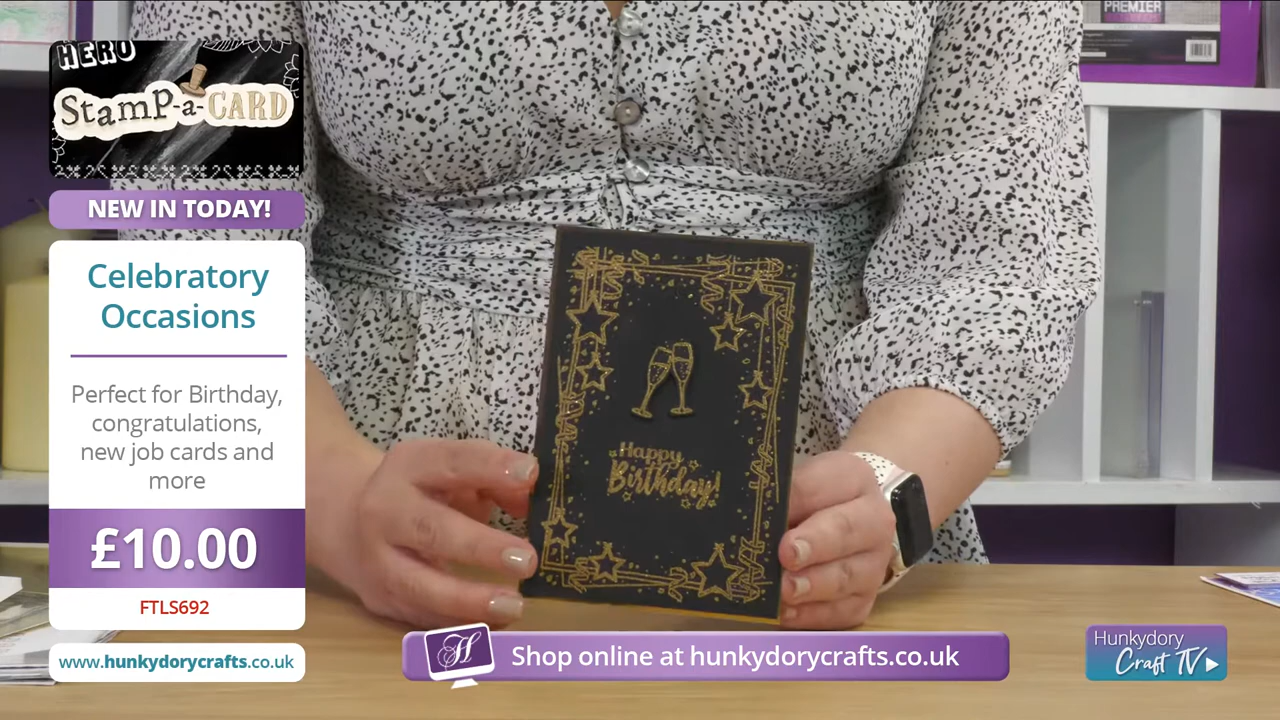 HERO
Stamp-a-CARD
NEW IN TODAY!
Celebratory
Occasions
Perfect for Birthday,
congratulations,
new job cards and
more
£10.00
FTLS692
www.hunkydorycrafts.co.uk
PREMIER
Happy
Birthday!
H
Shop online at hunkydorycrafts.co.uk
Hunkydory
Craft TV